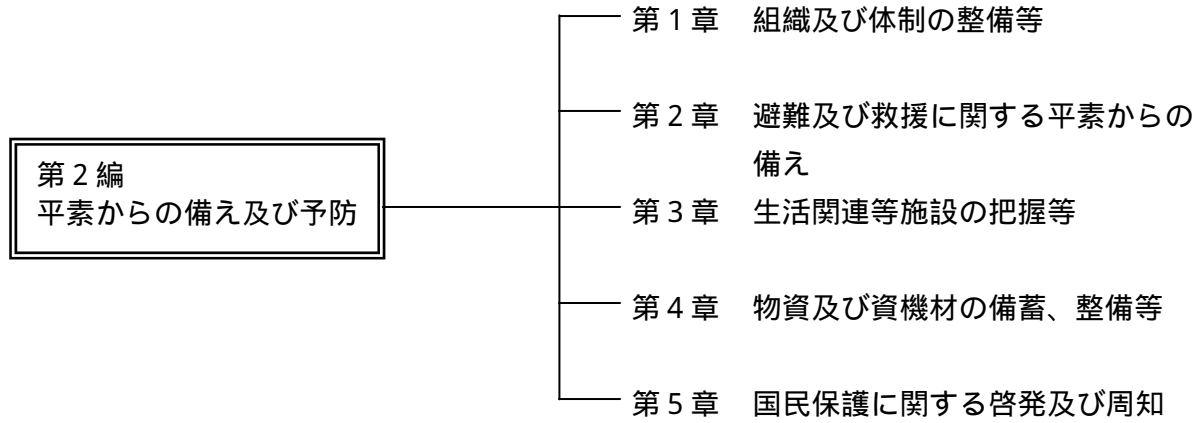 第１章　組織及び体制の整備等
第２章　避難及び救援に関する平素からの
備え
第２編
平素からの備え及び予防
第３章　生活関連等施設の把握等
第４章　物資及び資機材の備蓄、整備等
第５章　国民保護に関する啓発及び周知